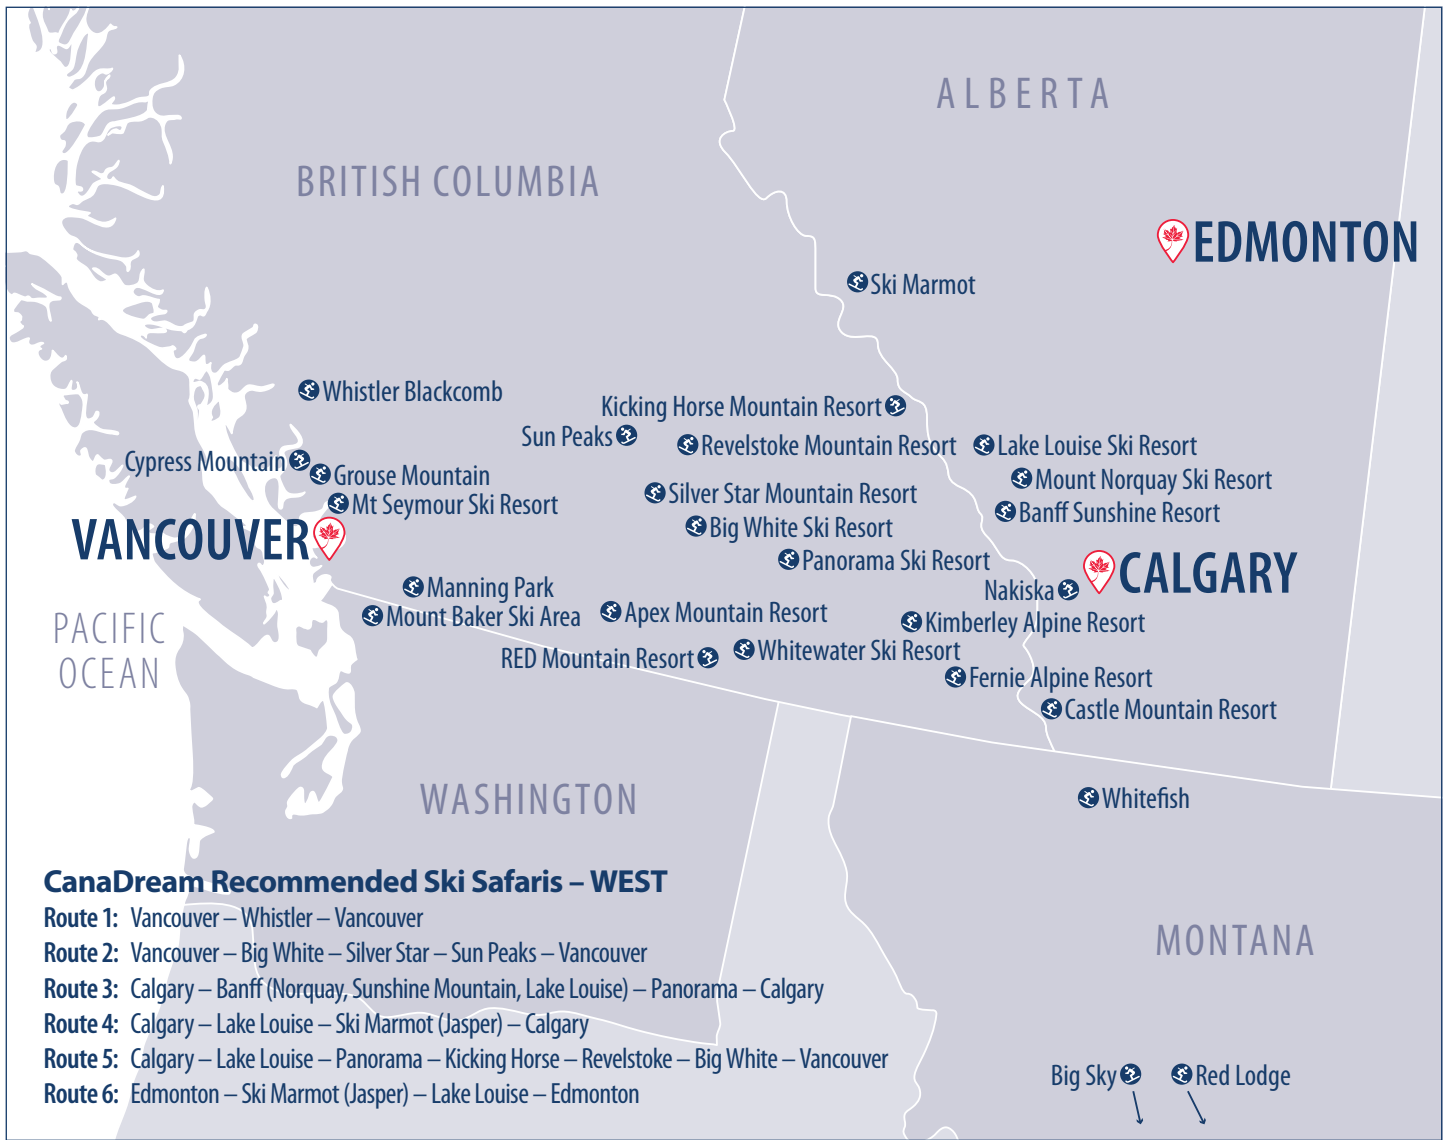 ALBERTA
BRITISH COLUMBIA
EDMONTON
Ski Marmot
Whistler Blackcomb
Kicking Horse Mountain Resort
Sun Peaks
Revelstoke Mountain Resort
Lake Louise Ski Resort
Cypress Mountain
Grouse Mountain
Mount Norquay Ski Resort
Silver Star Mountain Resort
Mt Seymour Ski Resort
Banff Sunshine Resort
Big White Ski Resort
VANCOUVER
Panorama Ski Resort
CALGARY
Manning Park
Nakiska
Mount Baker Ski Area
Apex Mountain Resort
Kimberley Alpine Resort
PACIFIC
OCEAN
RED Mountain Resort
Whitewater Ski Resort
Fernie Alpine Resort
Castle Mountain Resort
WASHINGTON
Whitefish
CanaDream Recommended Ski Safaris – WEST
Route 1: Vancouver – Whistler – Vancouver
Route 2: Vancouver – Big White – Silver Star – Sun Peaks – Vancouver
Route 3: Calgary – Banff (Norquay, Sunshine Mountain, Lake Louise) – Panorama – Calgary
Route 4: Calgary – Lake Louise – Ski Marmot (Jasper) – Calgary
Route 5: Calgary – Lake Louise – Panorama – Kicking Horse – Revelstoke – Big White – Vancouver
Route 6: Edmonton – Ski Marmot (Jasper) – Lake Louise – Edmonton
MONTANA
Big Sky
Red Lodge